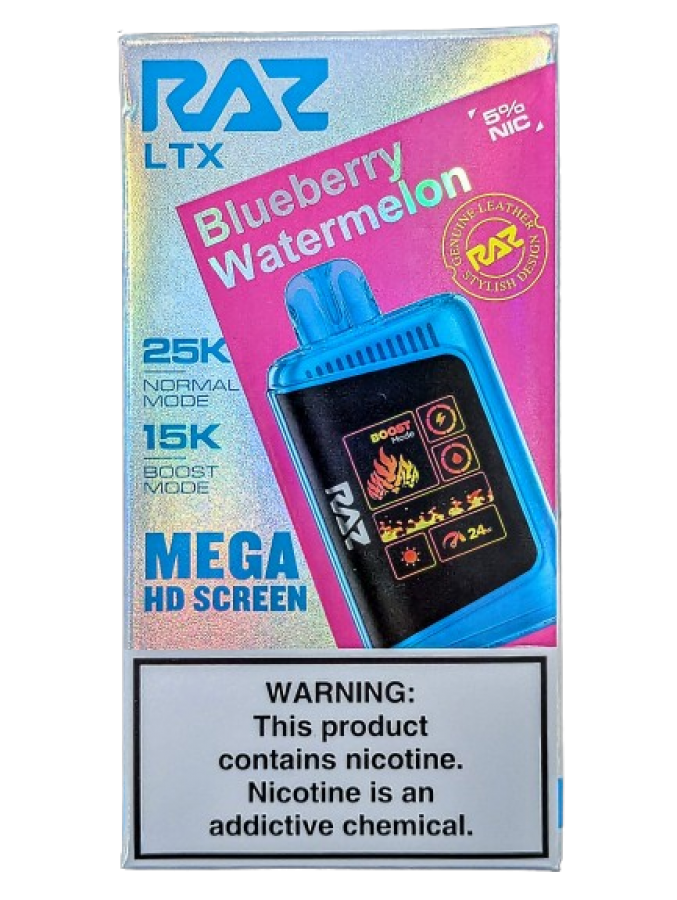 RAZ
LTX
5%
NIC
Blueberry
Watermelon
GENUINE LEATHER
RAZ
STYLISH DESIGN
25K
NORMAL
MODE
15K
BOOST
MODE
BOOST
Mode
RAZ
24W
MEGA
HD SCREEN
WARNING:
This product
contains nicotine.
Nicotine is an
addictive chemical.